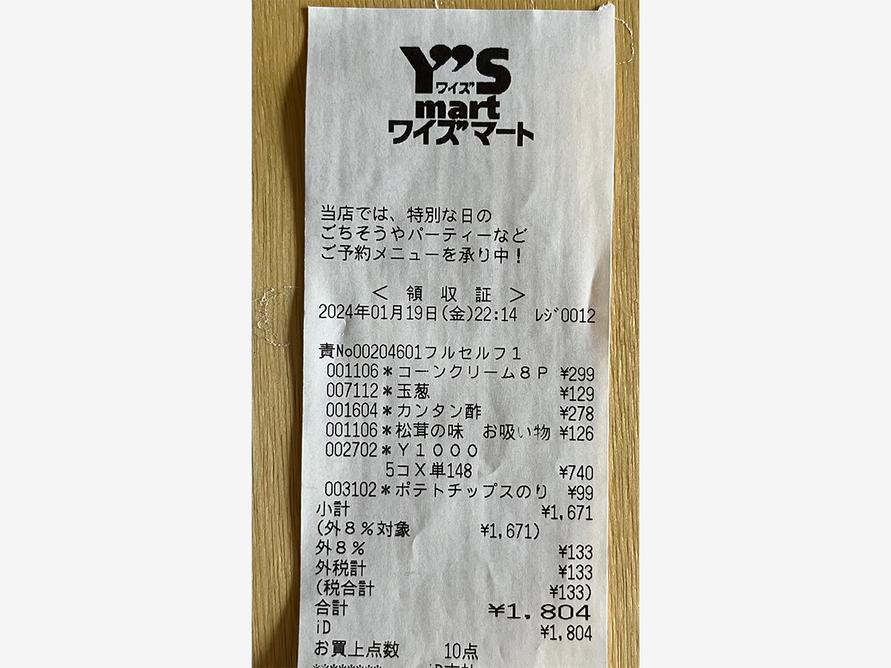 Y"S
ワイズ
mart
ワイズマート
当店では、特別な日の
ごちそうやパーティーなど
ご予約メニューを承り中！
＜ 領 収 証 ＞
2024年01月19日(金)22:14 ﾚｼﾞ0012
責No00204601フルセルフ１
001106＊コーンクリーム８Ｐ ¥299
007112＊玉葱 ¥129
001604＊カンタン酢 ¥278
001106＊松茸の味 お吸い物 ¥126
002702＊Ｙ１０００
5コX単148 ¥740
003102＊ポテトチップスのり ¥99
小計 ¥1,671
(外８％対象 ¥1,671)
外８％ ¥133
外税計 ¥133
(税合計 ¥133)
合計 ¥1,804
iD ¥1,804
お買上点数 10点